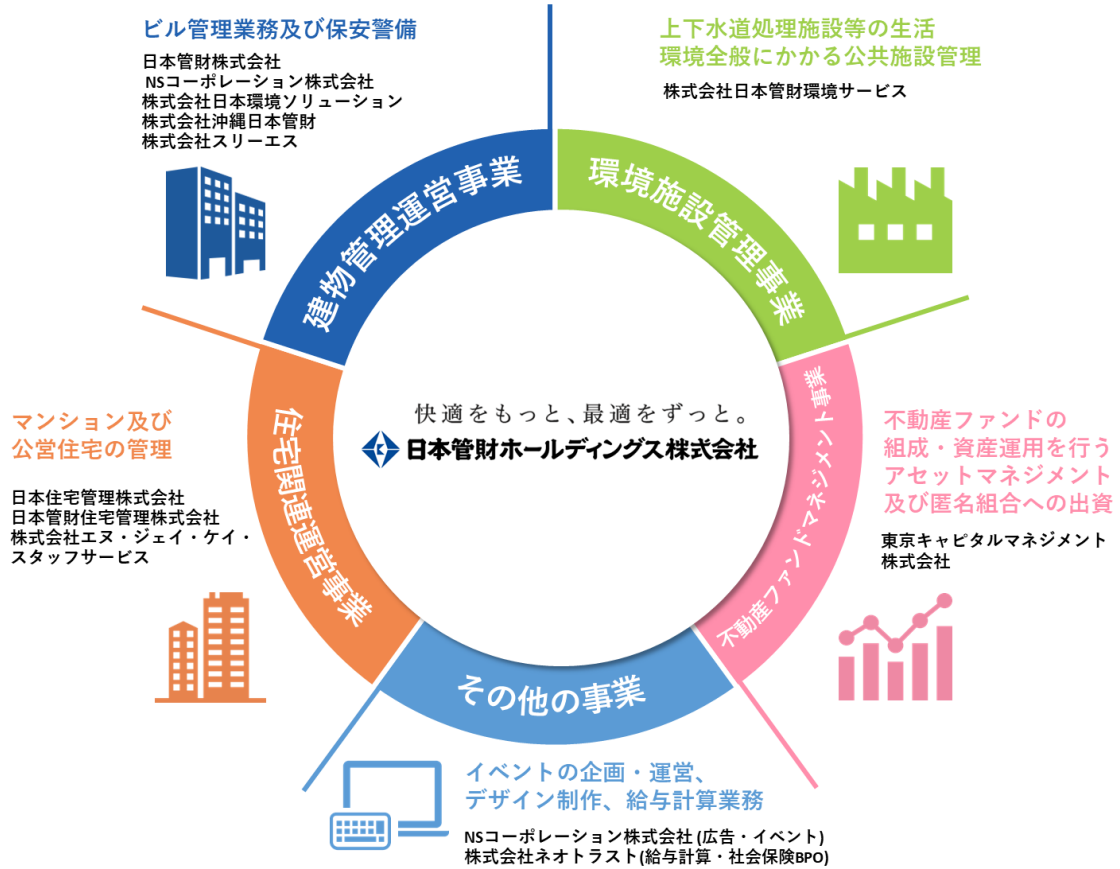 ビル管理業務及び保安警備
日本管財株式会社
NSコーポレーション株式会社
株式会社日本環境ソリューション
株式会社沖縄日本管財
株式会社スリーエス
上下水道処理施設等の生活
環境全般にかかる公共施設管理
株式会社日本管財環境サービス
建物管理運営事業
環境施設管理事業
快適をもっと、最適をずっと。
日本管財ホールディングス株式会社
マンション及び
公営住宅の管理
日本住宅管理株式会社
日本管財住宅管理株式会社
株式会社エヌ・ジェイ・ケイ・
スタッフサービス
住宅関連運営事業
不動産ファンドマネジメント事業
不動産ファンドの
組成・資産運用を行う
アセットマネジメント
及び匿名組合への出資
東京キャピタルマネジメント
株式会社
その他の事業
イベントの企画・運営、
デザイン制作、給与計算業務
NSコーポレーション株式会社 (広告・イベント)
株式会社ネオトラスト(給与計算・社会保険BPO)